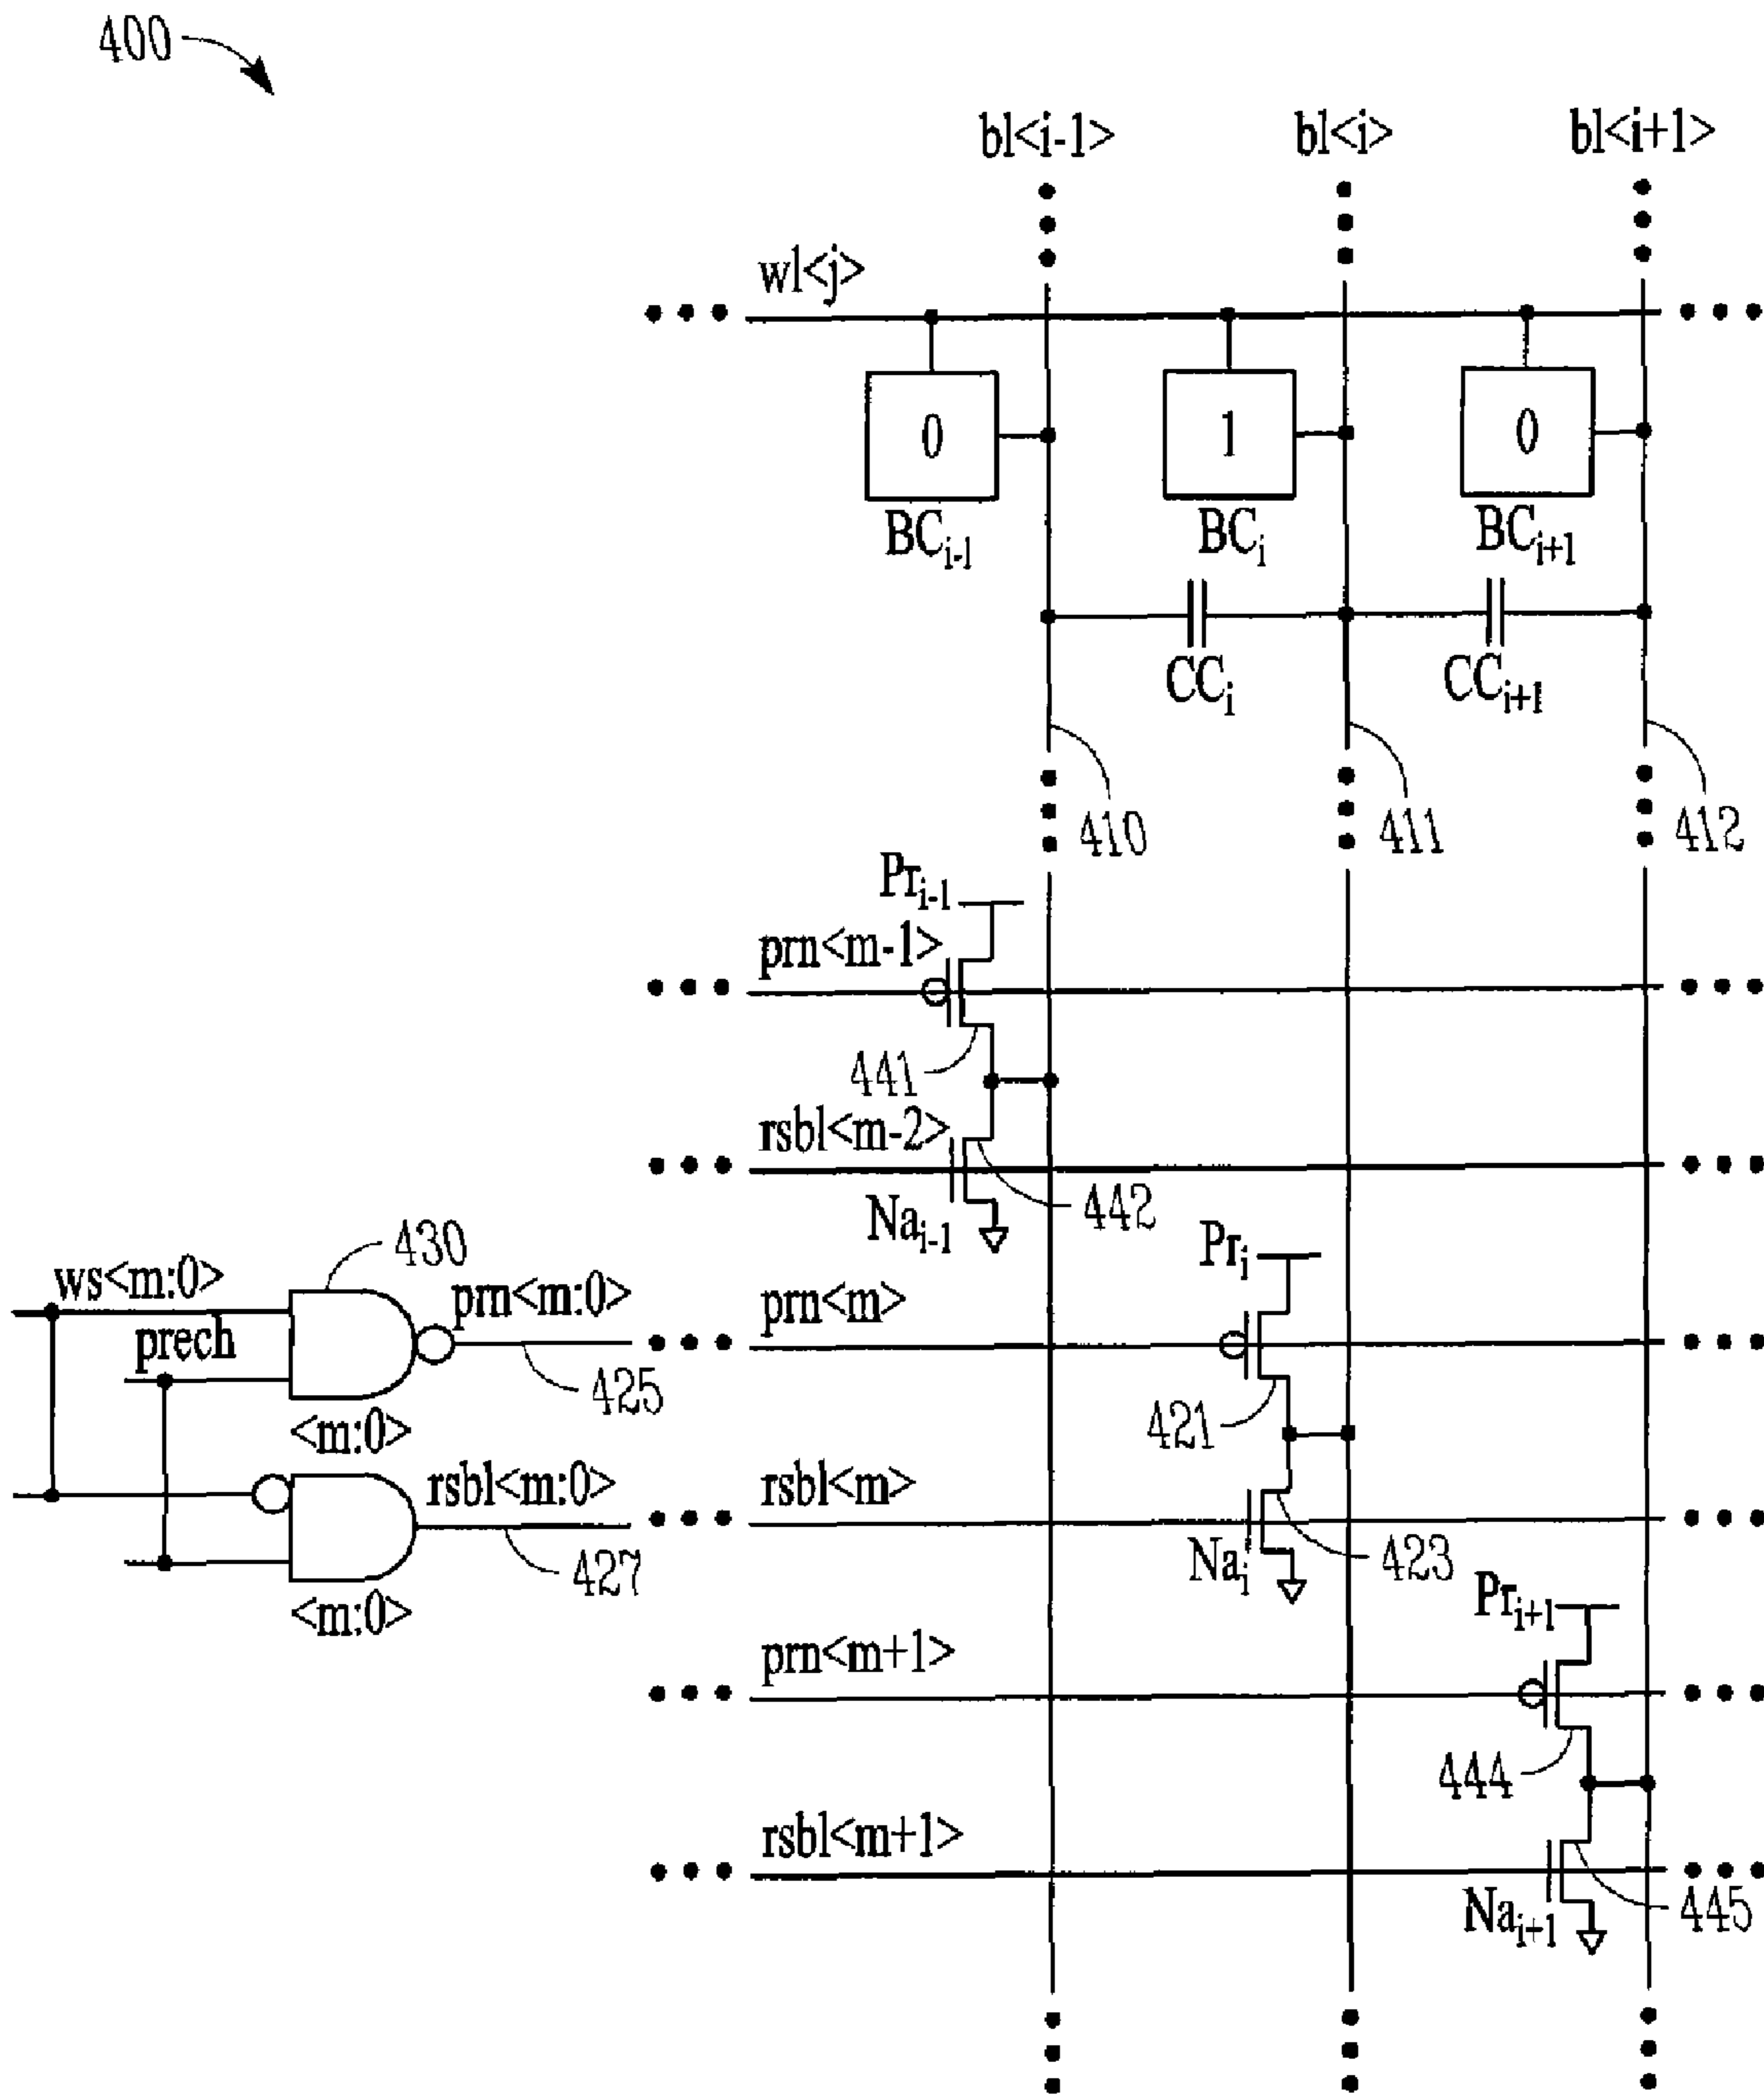 400
bl<i-1> bl<i> bl<i+1>
wl<j>
0 1 0
BCi-1 BCi BCi+1
CCi CCi+1
410 411 412
Pri-1
prn<m-1>
441
rsbl<m-2>
442
Nai-1
430
Pri
ws<m:0>
prn<m:0>
prn<m>
prech
425
421
<m:0>
rsbl<m:0>
rsbl<m>
427
Nai
423
<m:0>
Pri+1
prn<m+1>
444
rsbl<m+1>
Nai+1
445